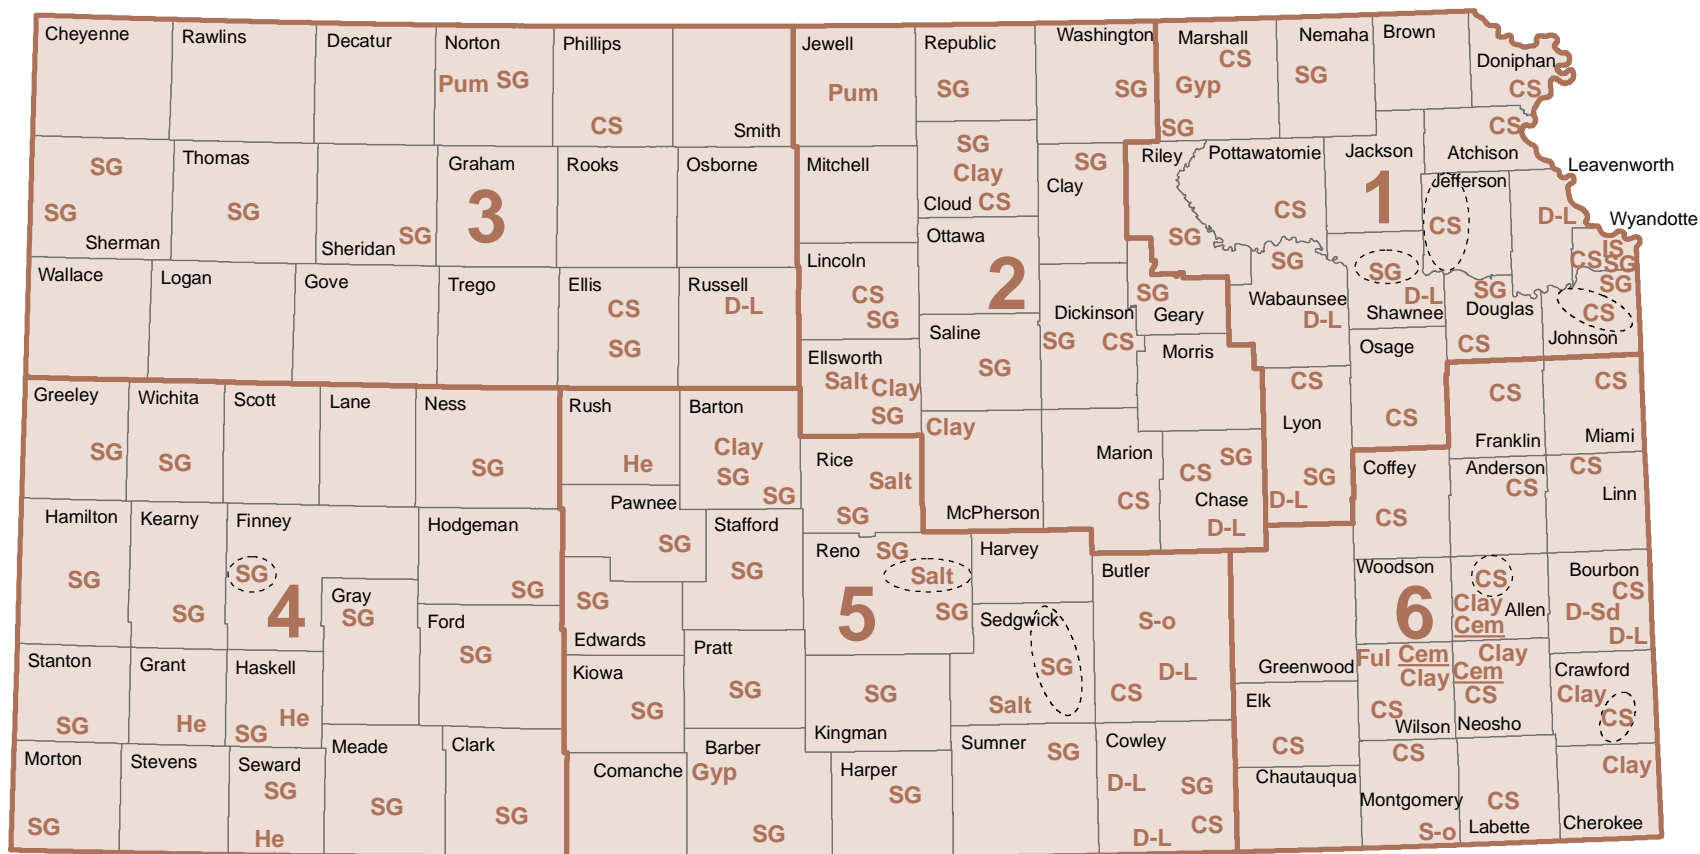 Cheyenne
Rawlins
Decatur
Norton
Pum SG
Phillips
CS
Smith
Jewell
Pum
Republic
SG
Washington
SG
Marshall
CS
Gyp
SG
Nemaha
SG
Brown
Doniphan
CS
SG
SG
Sherman
Thomas
SG
Sheridan
SG
Graham
3
Rooks
Osborne
Mitchell
SG
Clay
Cloud CS
SG
Clay
Riley
SG
Pottawatomie
CS
Jackson
1
CS
Atchison
Jefferson
CS
Leavenworth
D-L
Wyandotte
IS
CS SG
Wallace
Logan
Gove
Trego
Ellis
CS
SG
Russell
D-L
Lincoln
CS
SG
Ottawa
2
Saline
SG
Dickinson
SG CS
SG
Geary
Morris
SG
Wabaunsee
D-L
SG
D-L
Shawnee
SG
Douglas
CS
SG
CS
Johnson
Osage
CS
Greeley
SG
Wichita
SG
Scott
Lane
Ness
SG
Rush
He
Barton
Clay
SG
SG
Ellsworth
Salt Clay
SG
Rice
Salt
SG
Clay
McPherson
Marion
CS
CS SG
Chase
D-L
CS
Lyon
SG
D-L
CS
Franklin
CS
Miami
Coffey
CS
Anderson
CS
CS
Linn
Hamilton
SG
Kearny
SG
Finney
SG
4
Hodgeman
SG
Gray
SG
Ford
SG
Pawnee
SG
SG
Edwards
Stafford
SG
Reno SG
Salt
SG
5
Harvey
Sedgwick
SG
Salt
Butler
S-o
D-L
CS
Greenwood
Woodson
6
CS
Clay Allen
Cem
Bourbon
CS
D-Sd
D-L
Stanton
SG
Grant
He
Haskell
He
SG
Kiowa
SG
Pratt
SG
SG
Kingman
Elk
CS
Ful Cem
Clay
CS
Wilson
Clay
Cem
CS
Neosho
Crawford
Clay
CS
Morton
SG
Stevens
Seward
SG
He
Meade
SG
Clark
SG
Comanche
Barber
Gyp
SG
Harper
SG
Sumner SG
Cowley
D-L SG
CS
D-L
Chautauqua
CS
Montgomery
S-o
CS
Labette
Clay
Cherokee